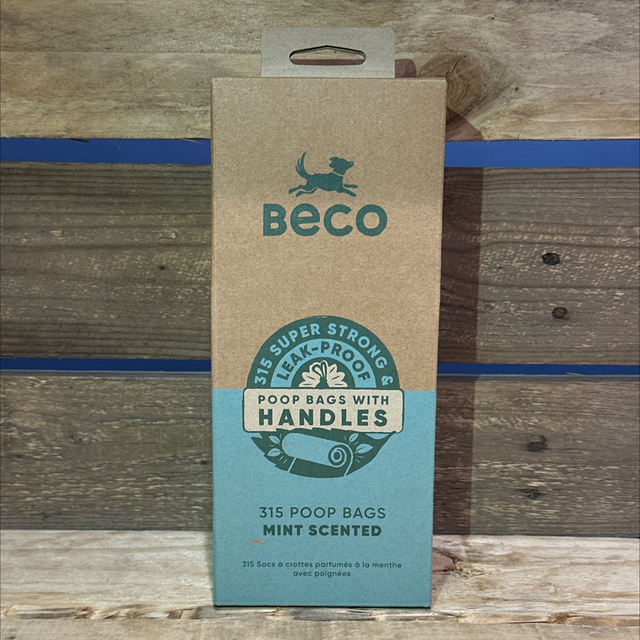 BECO
315 SUPER STRONG &
LEAK-PROOF
POOP BAGS WITH
HANDLES
315 POOP BAGS
MINT SCENTED
315 Sacs à crottes parfumés à la menthe
avec poignées